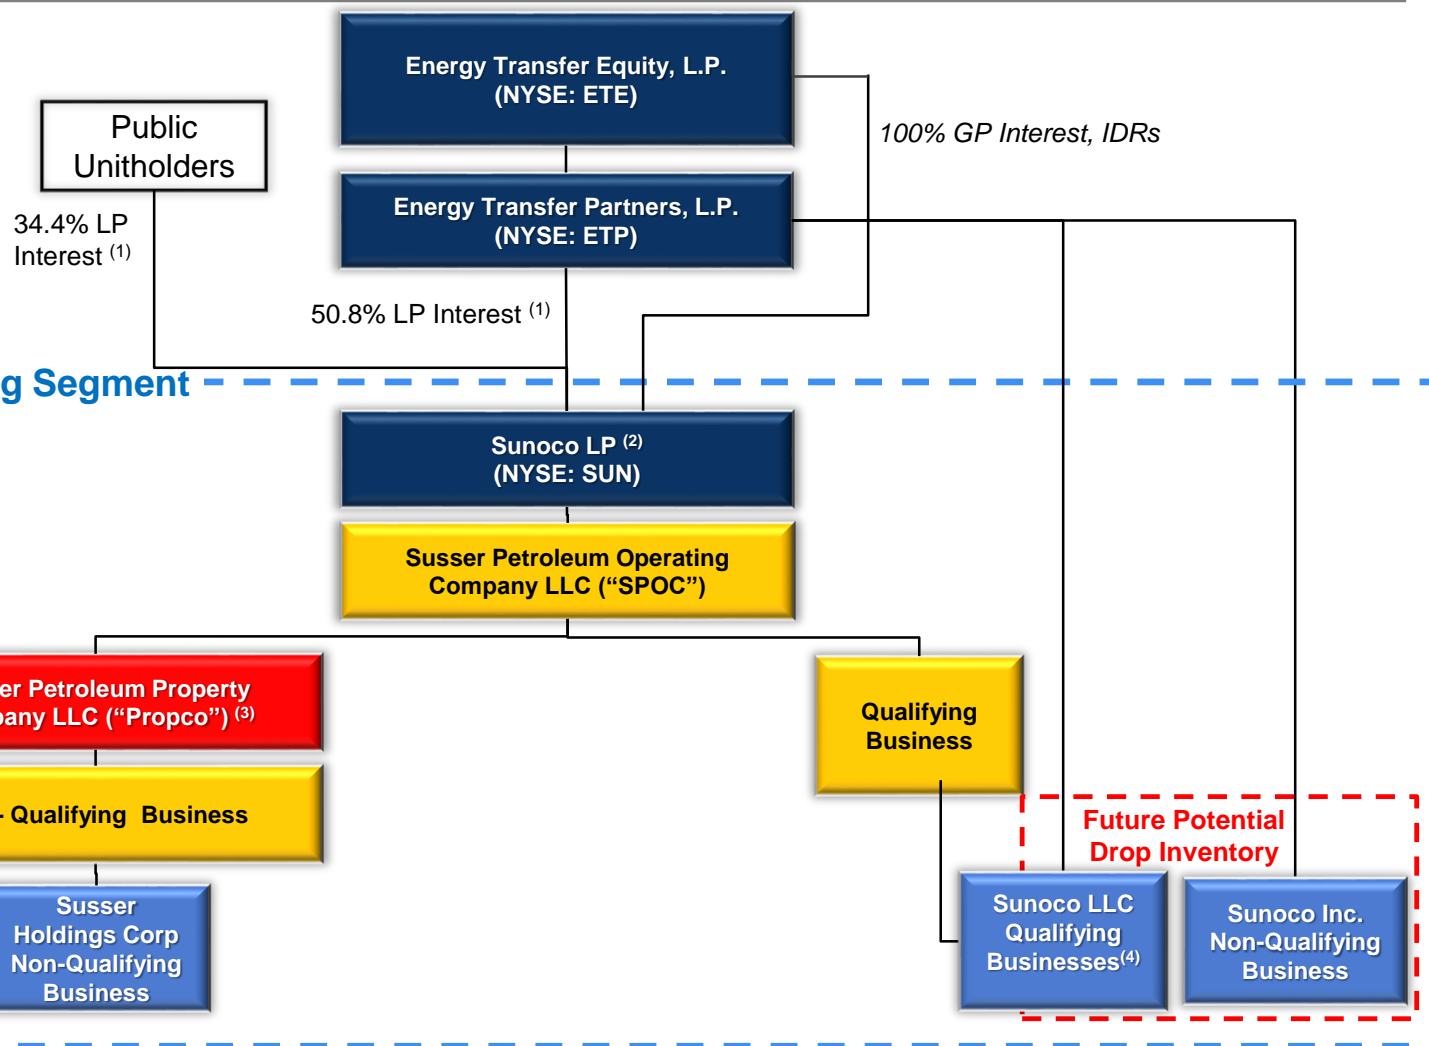 Energy Transfer Equity, L.P.
(NYSE: ETE)
Public
Unitholders
100% GP Interest, IDRs
Energy Transfer Partners, L.P.
(NYSE: ETP)
34.4% LP
Interest (1)
50.8% LP Interest (1)
g Segment
Sunoco LP (2)
(NYSE: SUN)
Susser Petroleum Operating
Company LLC (“SPOC”)
er Petroleum Property
pany LLC (“Propco”) (3)
Qualifying
Business
- Qualifying Business
Future Potential
Drop Inventory
Susser
Holdings Corp
Non-Qualifying
Business
Sunoco LLC
Qualifying
Businesses(4)
Sunoco Inc.
Non-Qualifying
Business